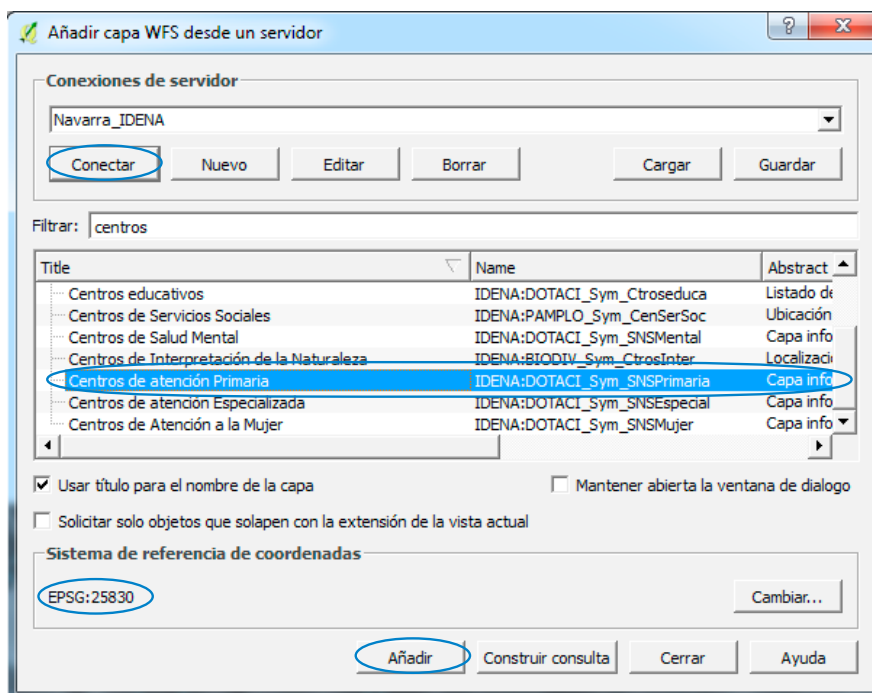 Añadir capa WFS desde un servidor
Conexiones de servidor
Navarra_IDENA
Conectar Nuevo Editar Borrar Cargar Guardar
Filtrar: centros
Title Name Abstract
Centros educativos IDENA:DOTACI_Sym_Ctroseduca Listado de
Centros de Servicios Sociales IDENA:PAMPLO_Sym_CenSerSoc Ubicación
Centros de Salud Mental IDENA:DOTACI_Sym_SNSMental Capa info
Centros de Interpretación de la Naturaleza IDENA:BIODIV_Sym_CtrosInter Localizaci
Centros de atención Primaria IDENA:DOTACI_Sym_SNSPrimaria Capa info
Centros de atención Especializada IDENA:DOTACI_Sym_SNSEspecial Capa info
Centros de Atención a la Mujer IDENA:DOTACI_Sym_SNSMujer Capa info
Usar título para el nombre de la capa Mantener abierta la ventana de dialogo
Solicitar solo objetos que solapen con la extensión de la vista actual
Sistema de referencia de coordenadas
EPSG:25830 Cambiar...
Añadir Construir consulta Cerrar Ayuda